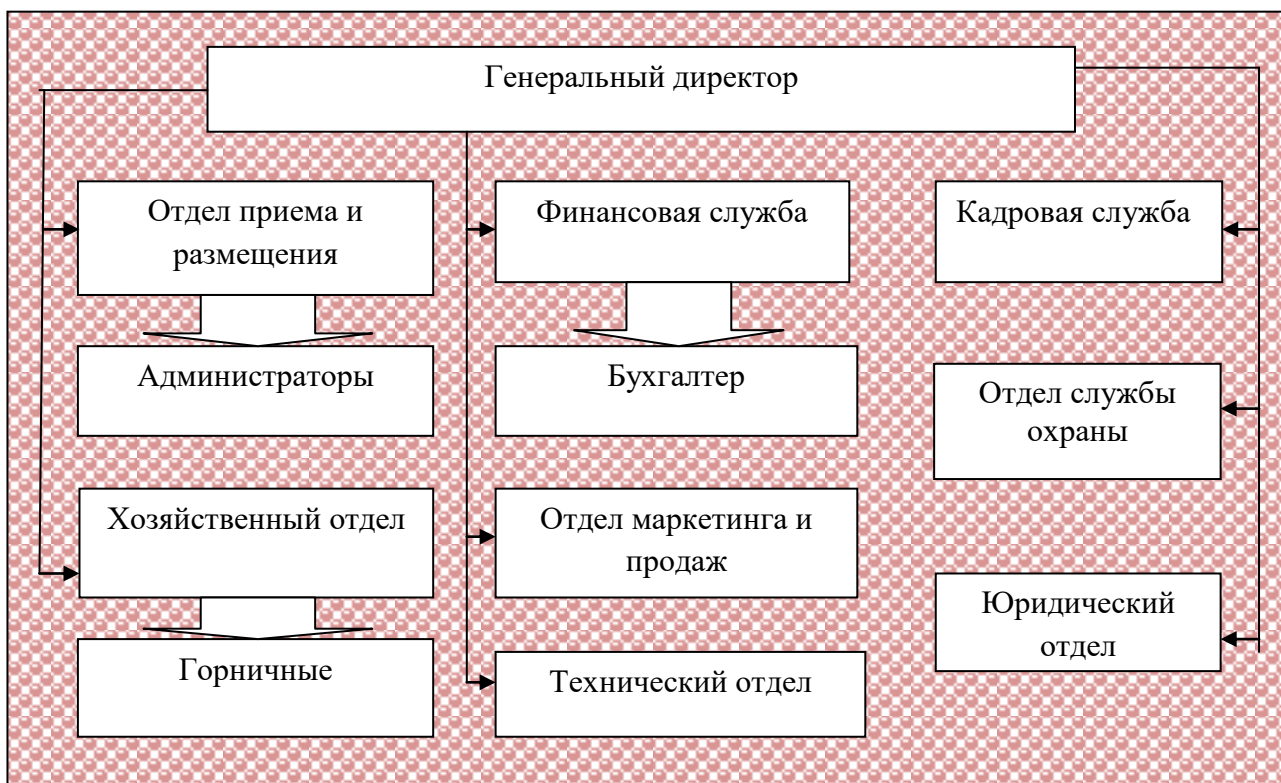 Генеральный директор
Отдел приема и
размещения
Финансовая служба
Кадровая служба
Администраторы
Бухгалтер
Отдел службы
охраны
Хозяйственный отдел
Отдел маркетинга и
продаж
Юридический
отдел
Горничные
Технический отдел